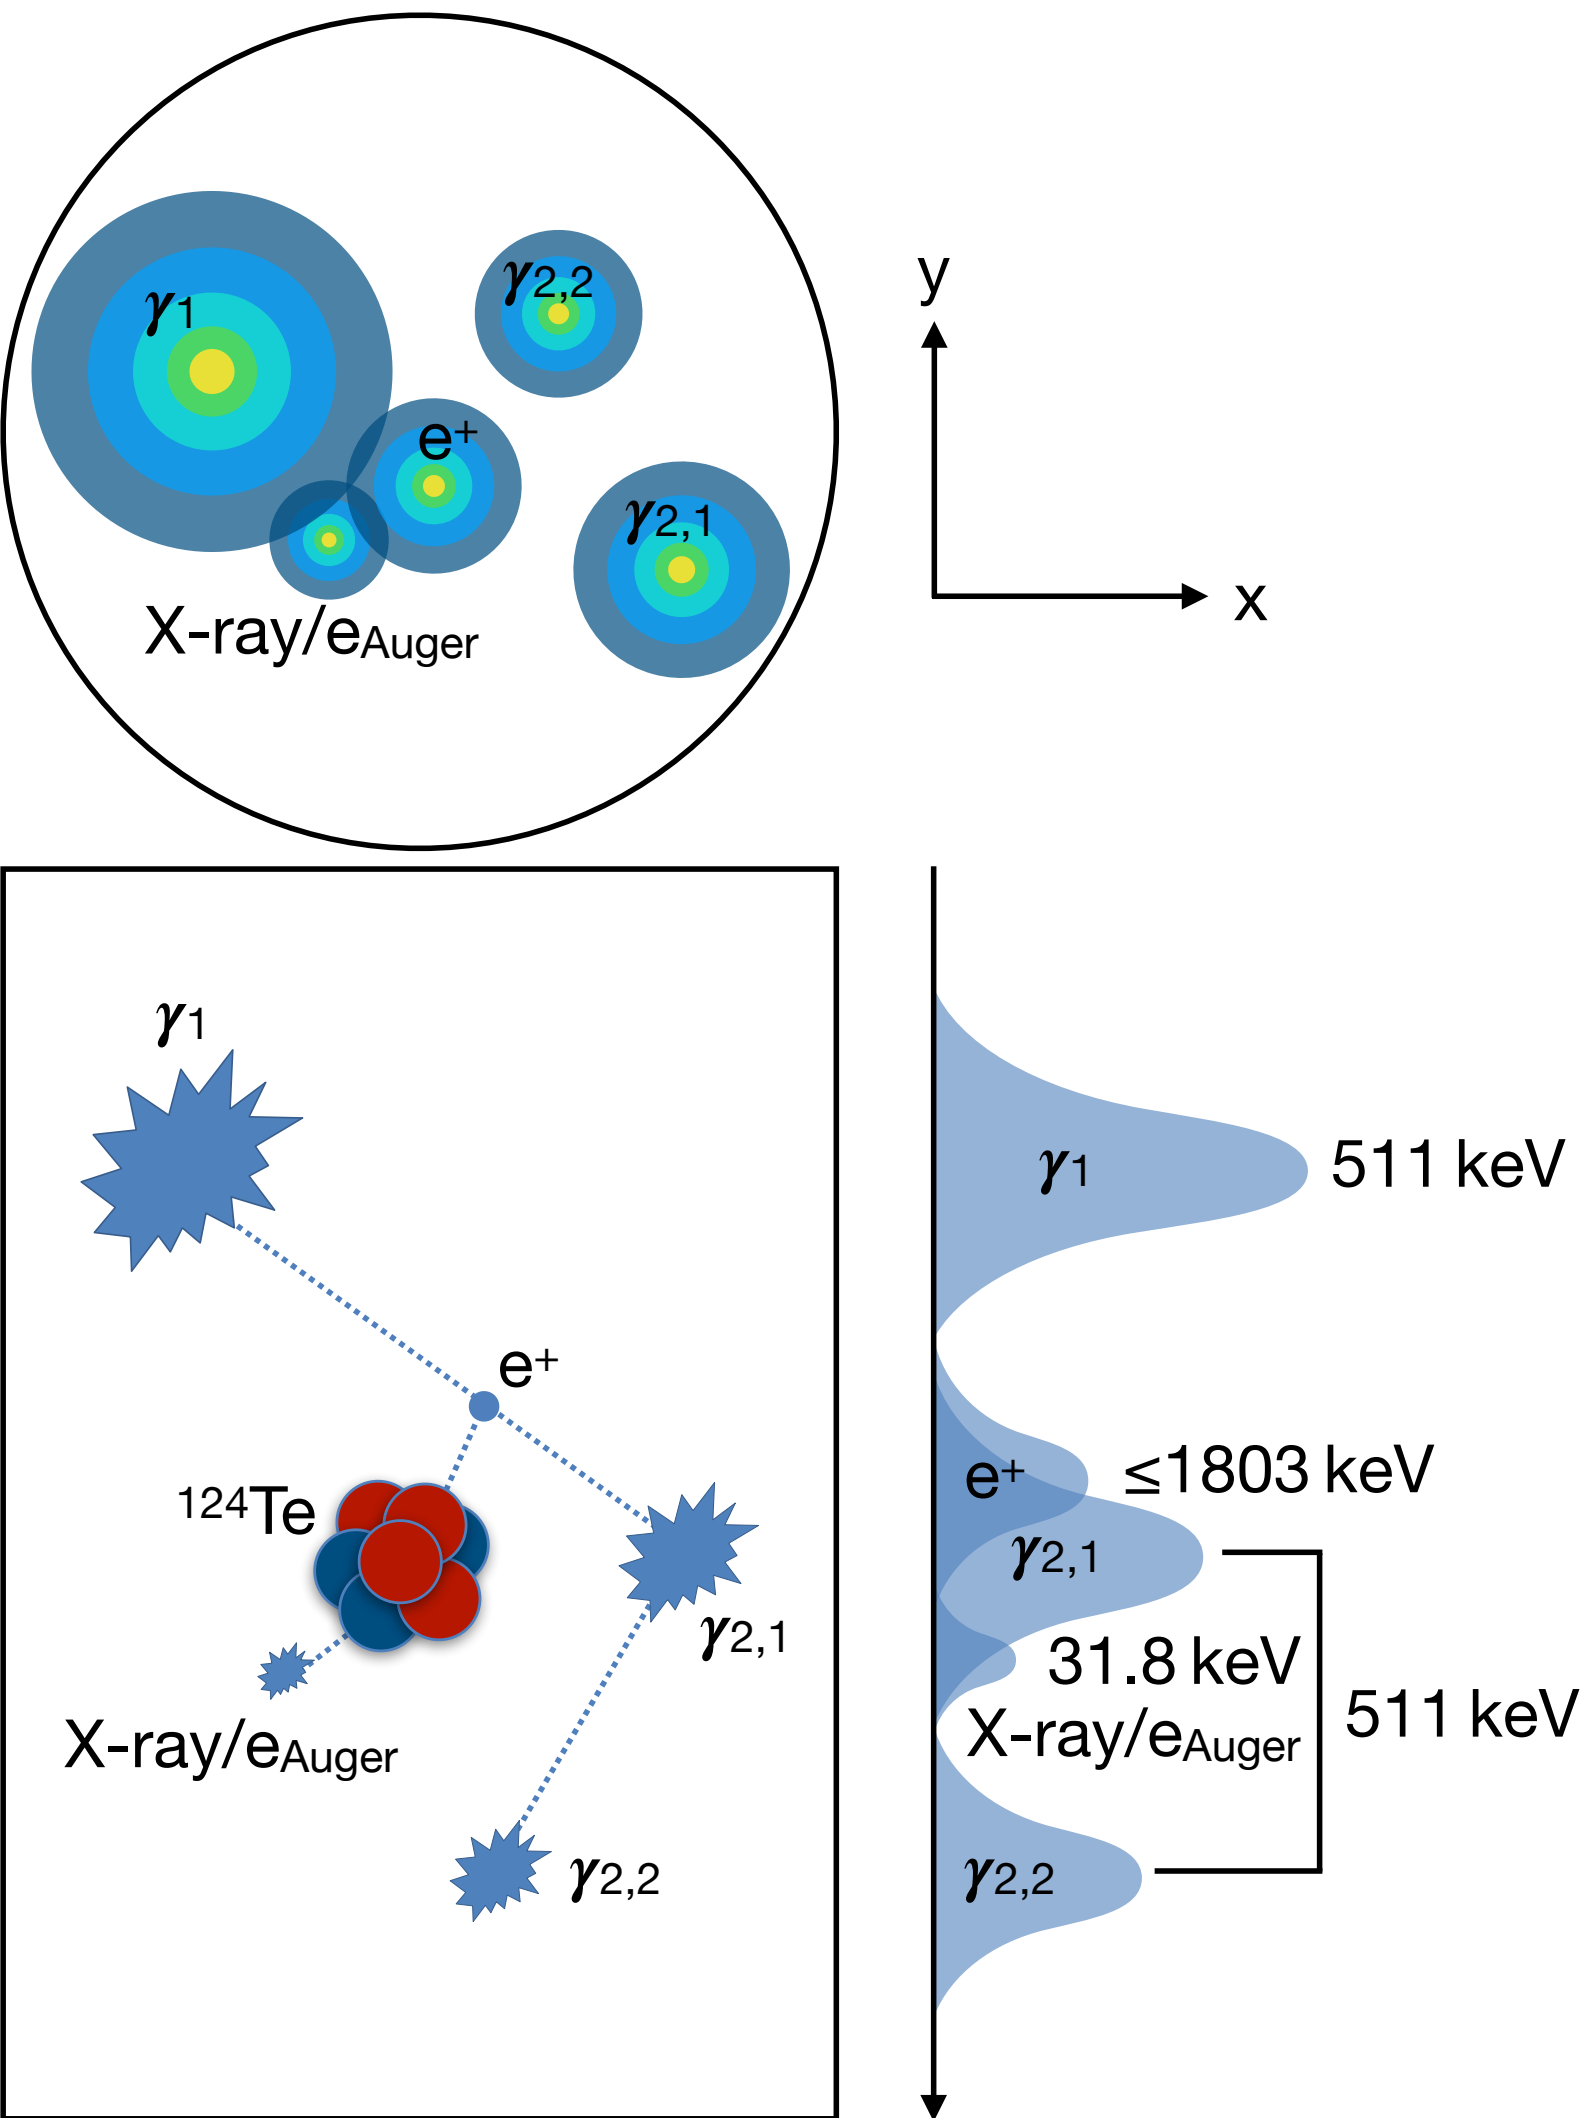 γ2,2
y
γ1
e+
γ2,1
x
X-ray/eAuger
γ1
γ1
511 keV
e+
≤1803 keV
e+
124Te
γ2,1
γ2,1
31.8 keV
511 keV
X-ray/eAuger
X-ray/eAuger
γ2,2
γ2,2